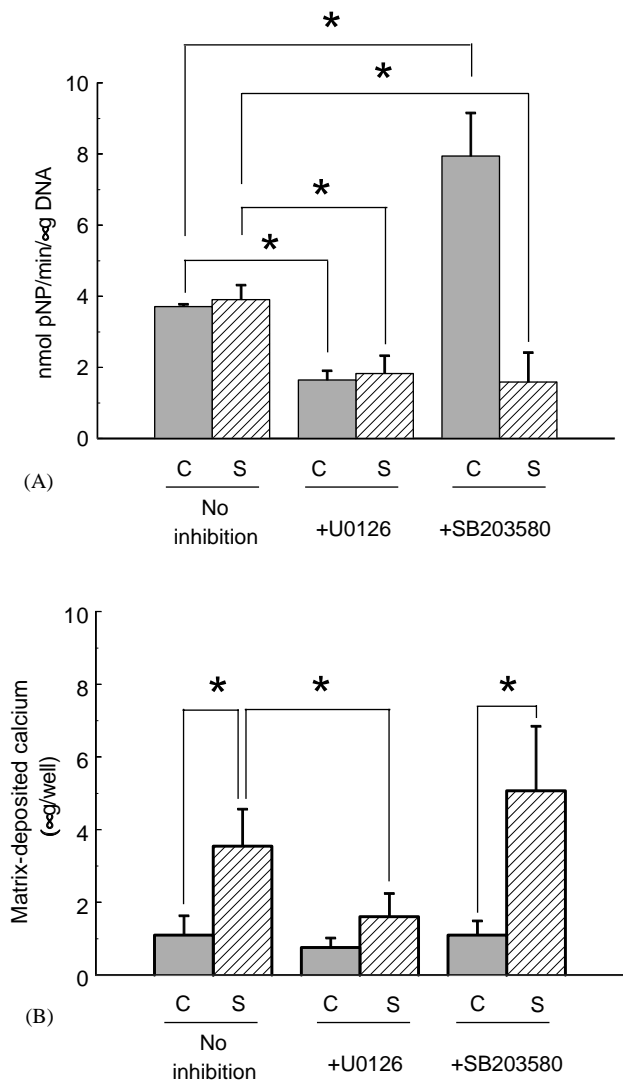 *
10
*
8
*
6
*
4
2
0
nmol pNP/min/∝g DNA
C S C S C S
(A)
No
inhibition
+U0126
+SB203580
10
8
*
*
*
6
4
2
0
Matrix-deposited calcium
(∝g/well)
C S C S C S
(B)
No
inhibition
+U0126
+SB203580